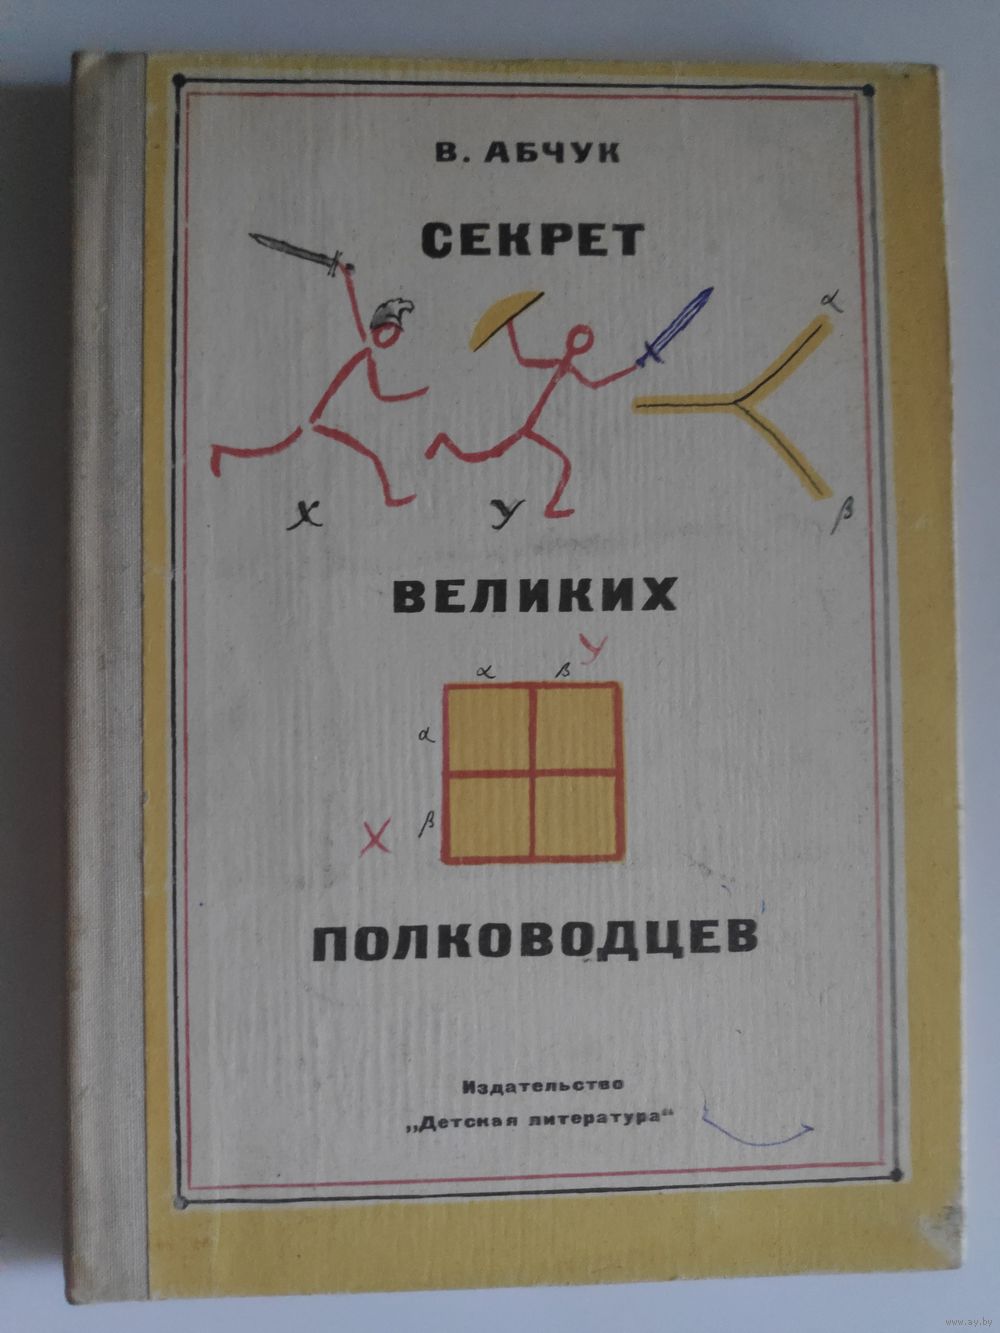 В. АБЧУК
СЕКРЕТ
α
X У
β
ВЕЛИКИХ
У
α β
α
β
X
ПОЛКОВОДЦЕВ
Издательство
„Детская литература“
www.ay.by